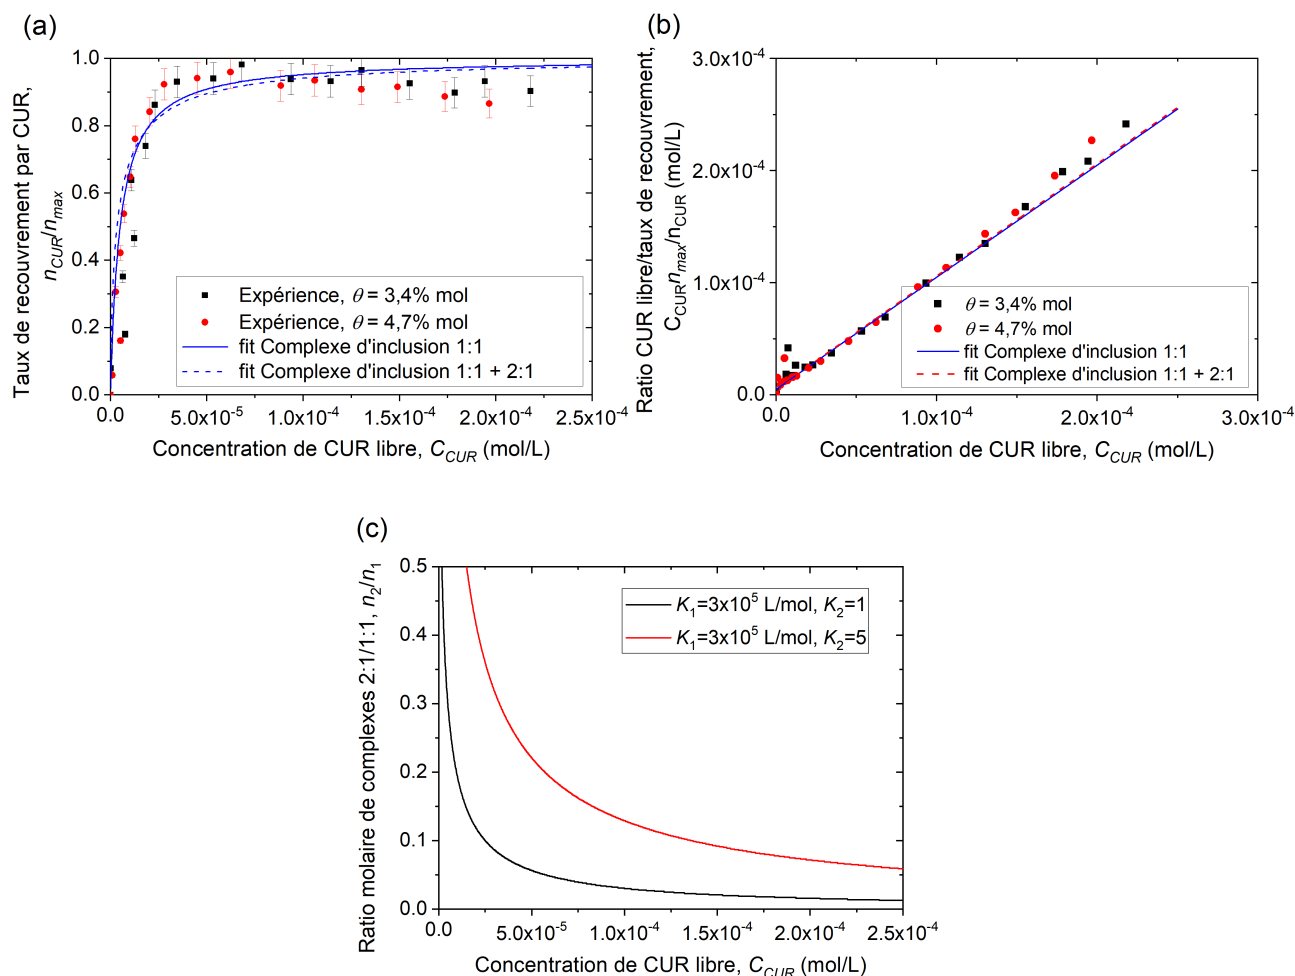 (a)
Taux de recouvrement par CUR,
n_CUR/n_max
1.0
0.8
0.6
0.4
0.2
0.0
Expérience, θ = 3,4% mol
Expérience, θ = 4,7% mol
fit Complexe d'inclusion 1:1
fit Complexe d'inclusion 1:1 + 2:1
0.0
5.0x10⁻⁵
1.0x10⁻⁴
1.5x10⁻⁴
2.0x10⁻⁴
2.5x10⁻⁴
Concentration de CUR libre, C_CUR (mol/L)
(b)
Ratio CUR libre/taux de recouvrement,
C_CUR n_max/n_CUR (mol/L)
3.0x10⁻⁴
2.0x10⁻⁴
1.0x10⁻⁴
0.0
θ = 3,4% mol
θ = 4,7% mol
fit Complexe d'inclusion 1:1
fit Complexe d'inclusion 1:1 + 2:1
0.0
1.0x10⁻⁴
2.0x10⁻⁴
3.0x10⁻⁴
Concentration de CUR libre, C_CUR (mol/L)
(c)
Ratio molaire de complexes 2:1/1:1, n₂/n₁
0.5
0.4
0.3
0.2
0.1
0.0
K₁=3x10⁵ L/mol, K₂=1
K₁=3x10⁵ L/mol, K₂=5
0.0
5.0x10⁻⁵
1.0x10⁻⁴
1.5x10⁻⁴
2.0x10⁻⁴
2.5x10⁻⁴
Concentration de CUR libre, C_CUR (mol/L)